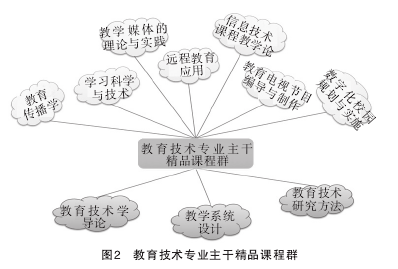 教学媒体的
理论与实践
信息技术
课程教学论
远程教育
应用
学习科学
与技术
教育电视节目
编导与制作
教育
传播学
数字化校园
规划与实施
教育技术专业主干
精品课程群
教育技术学
导论
教学系统
设计
教育技术
研究方法
图2 教育技术专业主干精品课程群